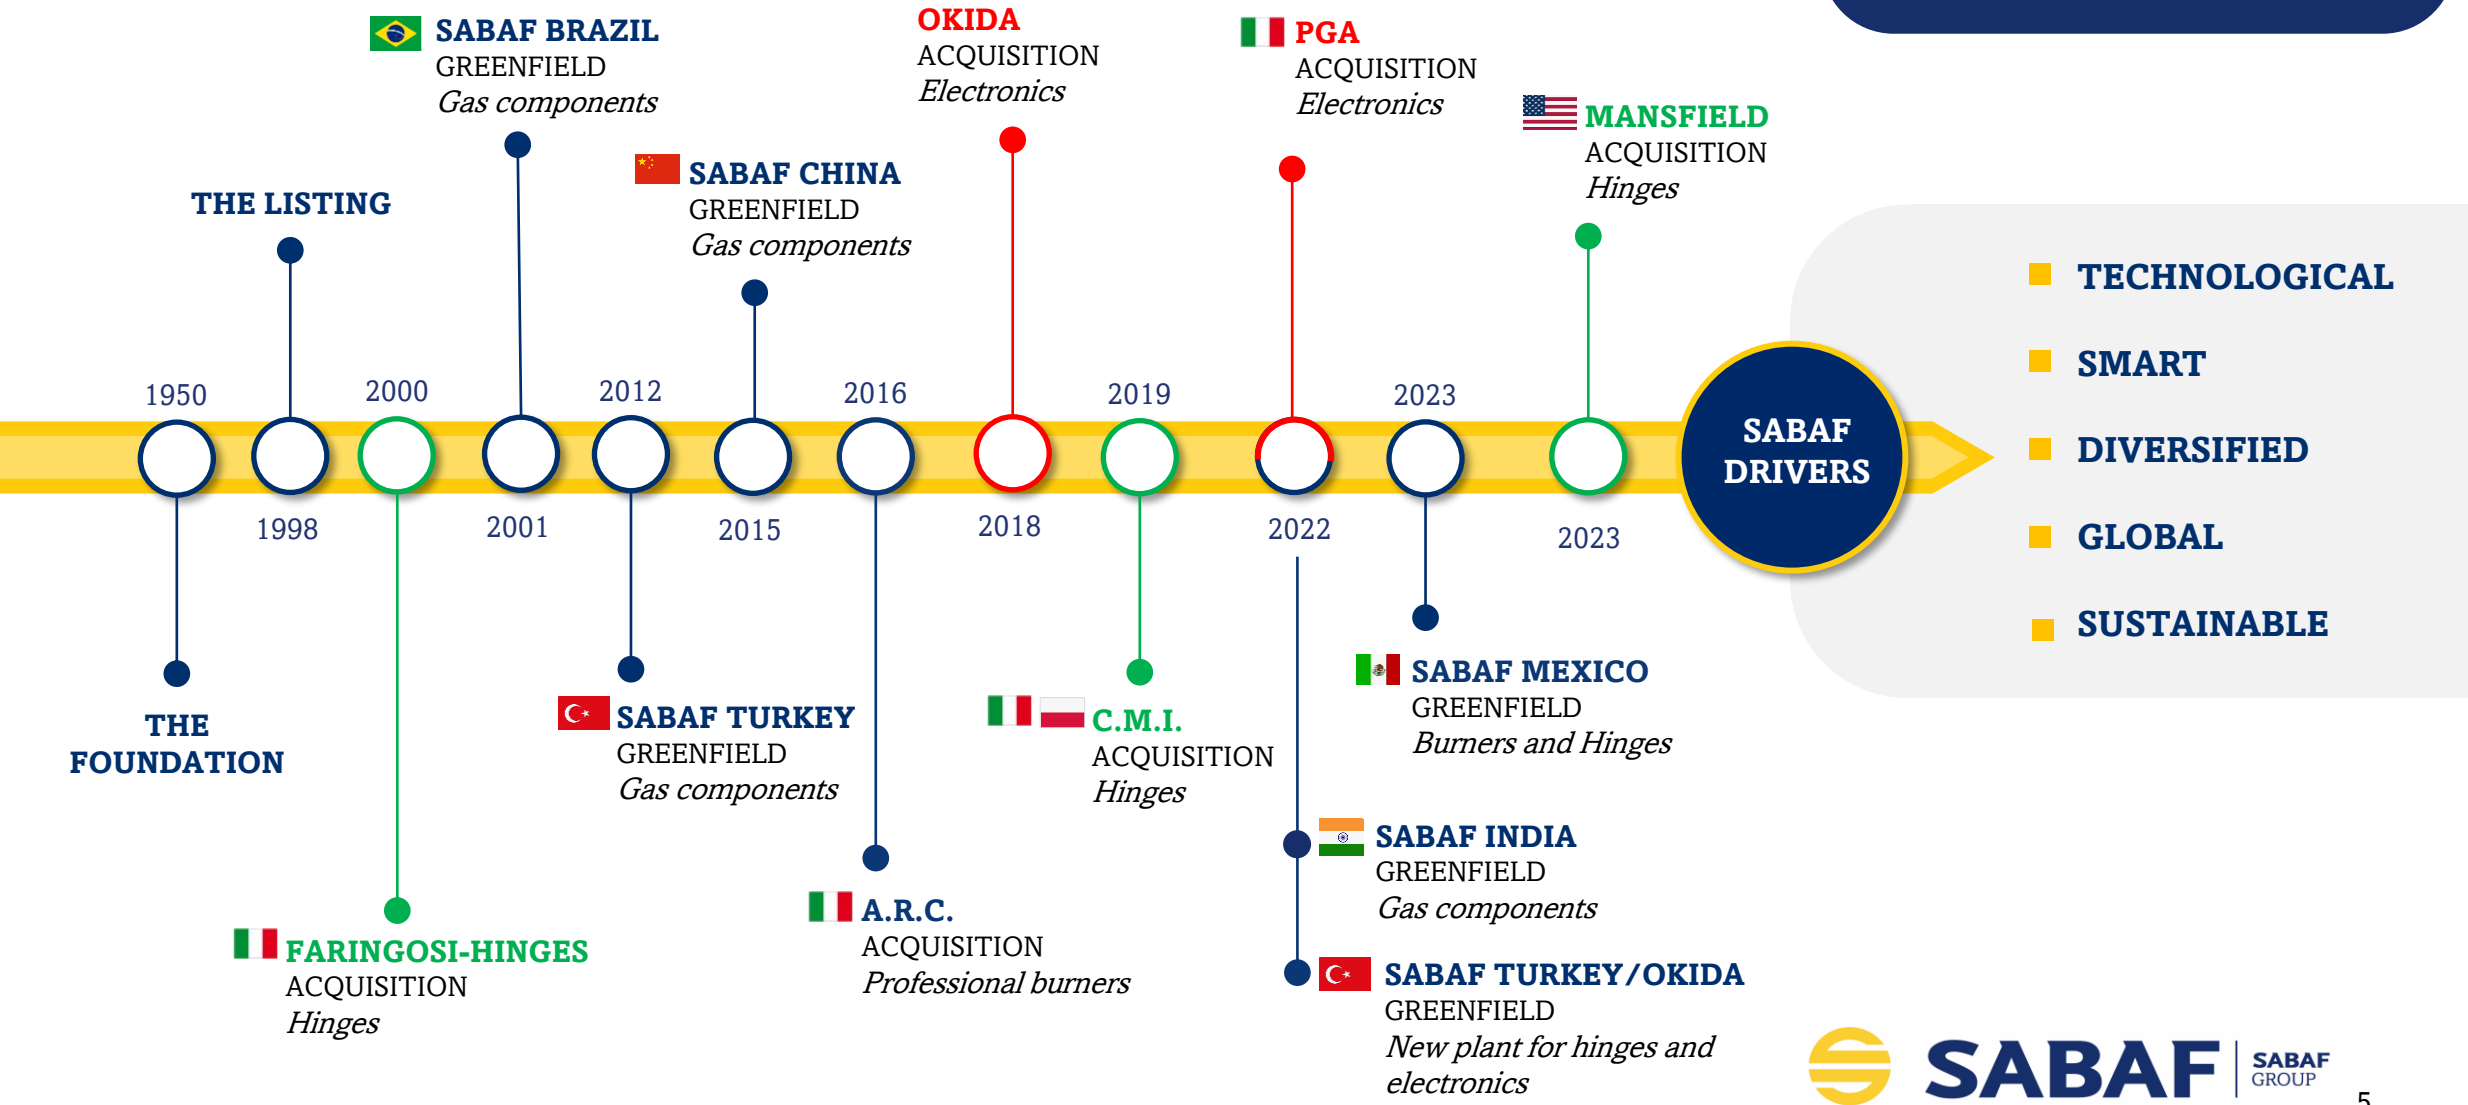 SABAF BRAZIL
GREENFIELD
Gas components
OKIDA
ACQUISITION
Electronics
PGA
ACQUISITION
Electronics
MANSFIELD
ACQUISITION
Hinges
SABAF CHINA
GREENFIELD
Gas components
THE LISTING
1950
2000
2012
2016
2019
2023
1998
2001
2015
2018
2022
2023
SABAF
DRIVERS
TECHNOLOGICAL
SMART
DIVERSIFIED
GLOBAL
SUSTAINABLE
THE
FOUNDATION
SABAF TURKEY
GREENFIELD
Gas components
C.M.I.
ACQUISITION
Hinges
SABAF MEXICO
GREENFIELD
Burners and Hinges
SABAF INDIA
GREENFIELD
Gas components
FARINGOSI-HINGES
ACQUISITION
Hinges
A.R.C.
ACQUISITION
Professional burners
SABAF TURKEY/OKIDA
GREENFIELD
New plant for hinges and
electronics
SABAF
SABAF
GROUP
5